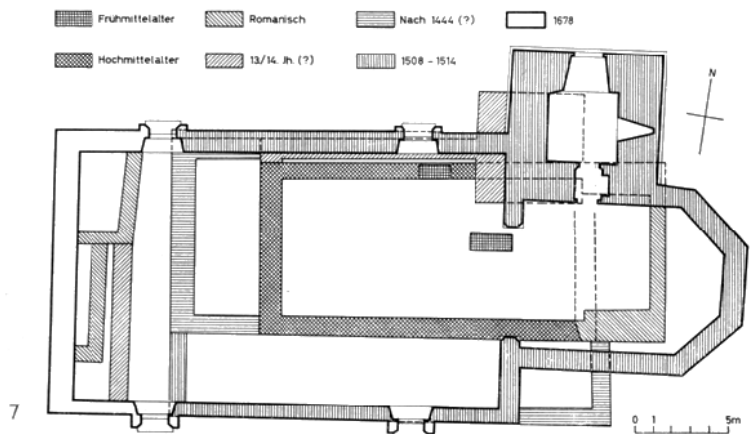 Frühmittelalter Romanisch Nach 1444 (?) 1678
Hochmittelalter 13/14. Jh. (?) 1508 – 1514
N
7
0 1 5m